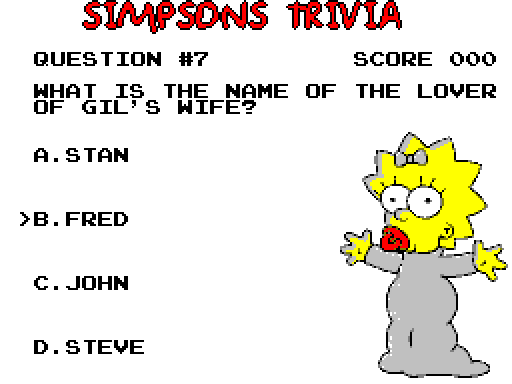 SIMPSONS TRIVIA
QUESTION #7 SCORE 000
WHAT IS THE NAME OF THE LOVER
OF GIL'S WIFE?
A.STAN
>B.FRED
C.JOHN
D.STEVE